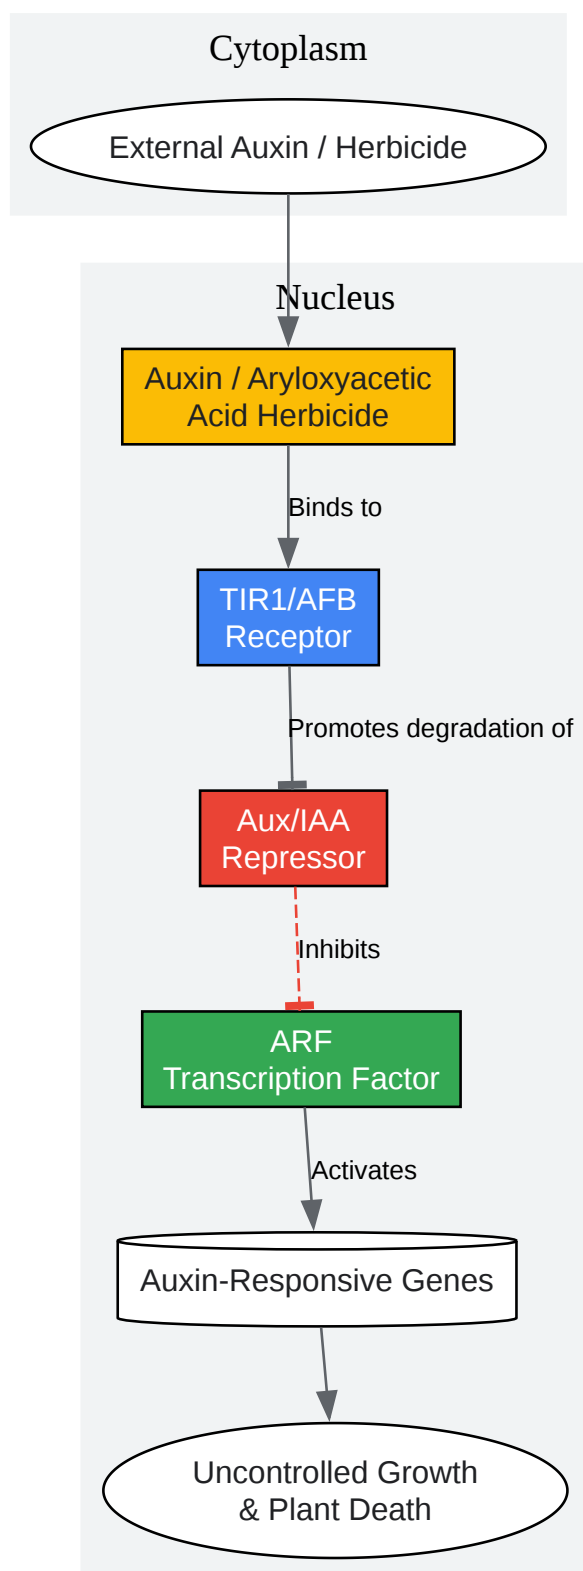 Cytoplasm
External Auxin / Herbicide
Nucleus
Auxin / Aryloxyacetic
Acid Herbicide
Binds to
TIR1/AFB
Receptor
Promotes degradation of
Aux/IAA
Repressor
Inhibits
ARF
Transcription Factor
Activates
Auxin-Responsive Genes
Uncontrolled Growth
& Plant Death